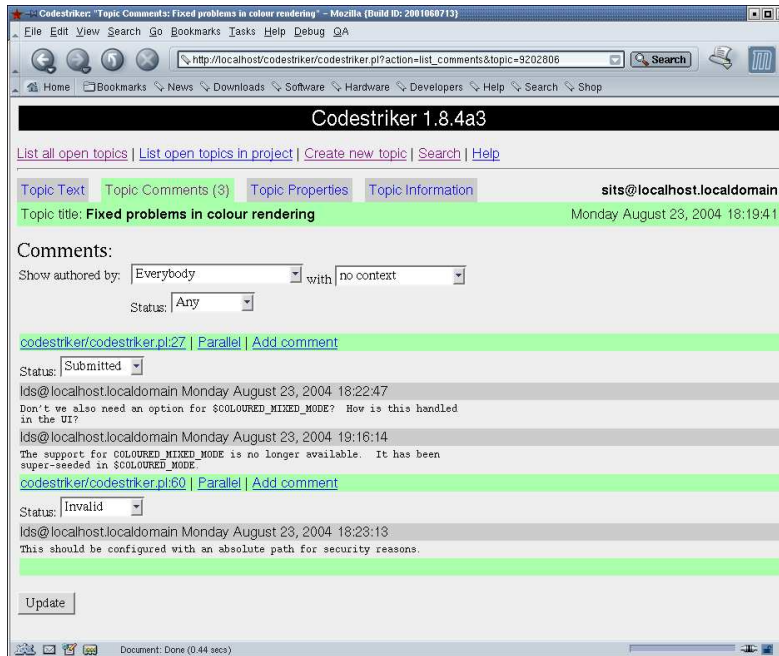 Codestriker: "Topic Comments: Fixed problems in colour rendering" - Mozilla {Build ID: 2001060713}
File Edit View Search Go Bookmarks Tasks Help Debug QA
http://localhost/codestriker/codestriker.pl?action=list_comments&topic=9202806 Search
Home Bookmarks News Downloads Software Hardware Developers Help Search Shop
Codestriker 1.8.4a3
List all open topics | List open topics in project | Create new topic | Search | Help
Topic Text Topic Comments (3) Topic Properties Topic Information sits@localhost.localdomain
Topic title: Fixed problems in colour rendering Monday August 23, 2004 18:19:41
Comments:
Show authored by: Everybody with no context
Status: Any
codestriker/codestriker.pl:27 | Parallel | Add comment
Status: Submitted
lds@localhost.localdomain Monday August 23, 2004 18:22:47
Don't we also need an option for $COLOURED_MIXED_MODE? How is this handled
in the UI?
lds@localhost.localdomain Monday August 23, 2004 19:16:14
The support for COLOURED_MIXED_MODE is no longer available. It has been
super-seeded in $COLOURED_MODE.
codestriker/codestriker.pl:60 | Parallel | Add comment
Status: Invalid
lds@localhost.localdomain Monday August 23, 2004 18:23:13
This should be configured with an absolute path for security reasons.
Update
Document: Done (0.44 secs)